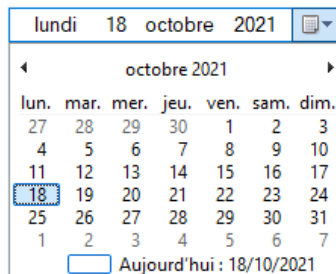 lundi 18 octobre 2021
octobre 2021
lun. mar. mer. jeu. ven. sam. dim.
27 28 29 30 1 2 3
4 5 6 7 8 9 10
11 12 13 14 15 16 17
18 19 20 21 22 23 24
25 26 27 28 29 30 31
1 2 3 4 5 6 7
Aujourd'hui : 18/10/2021